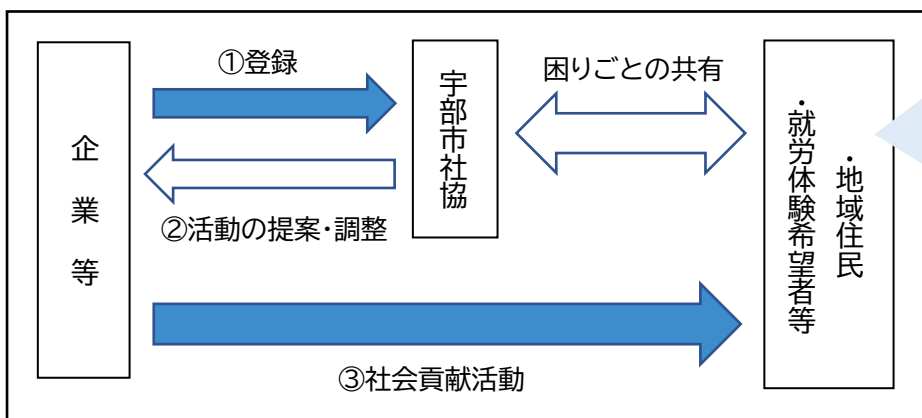 企業等
①登録
②活動の提案・調整
宇部市社協
困りごとの共有
・地域住民
・就労体験希望者等
③社会貢献活動